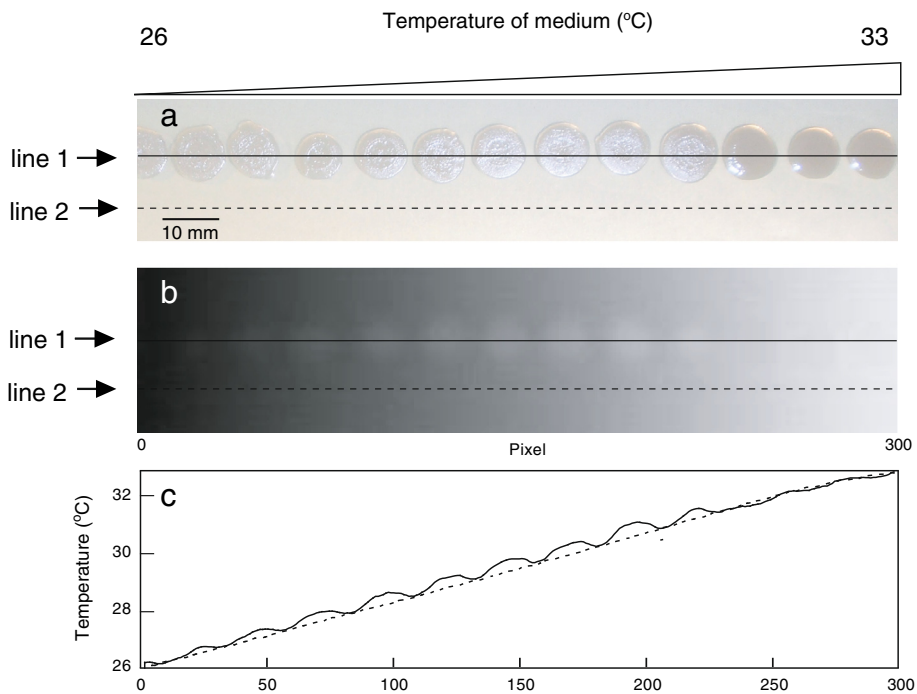 Temperature of medium (ºC)
26 33
a
line 1
line 2
10 mm
b
line 1
line 2
0 300
Pixel
c
Temperature (ºC)
32
30
28
26
0 50 100 150 200 250 300